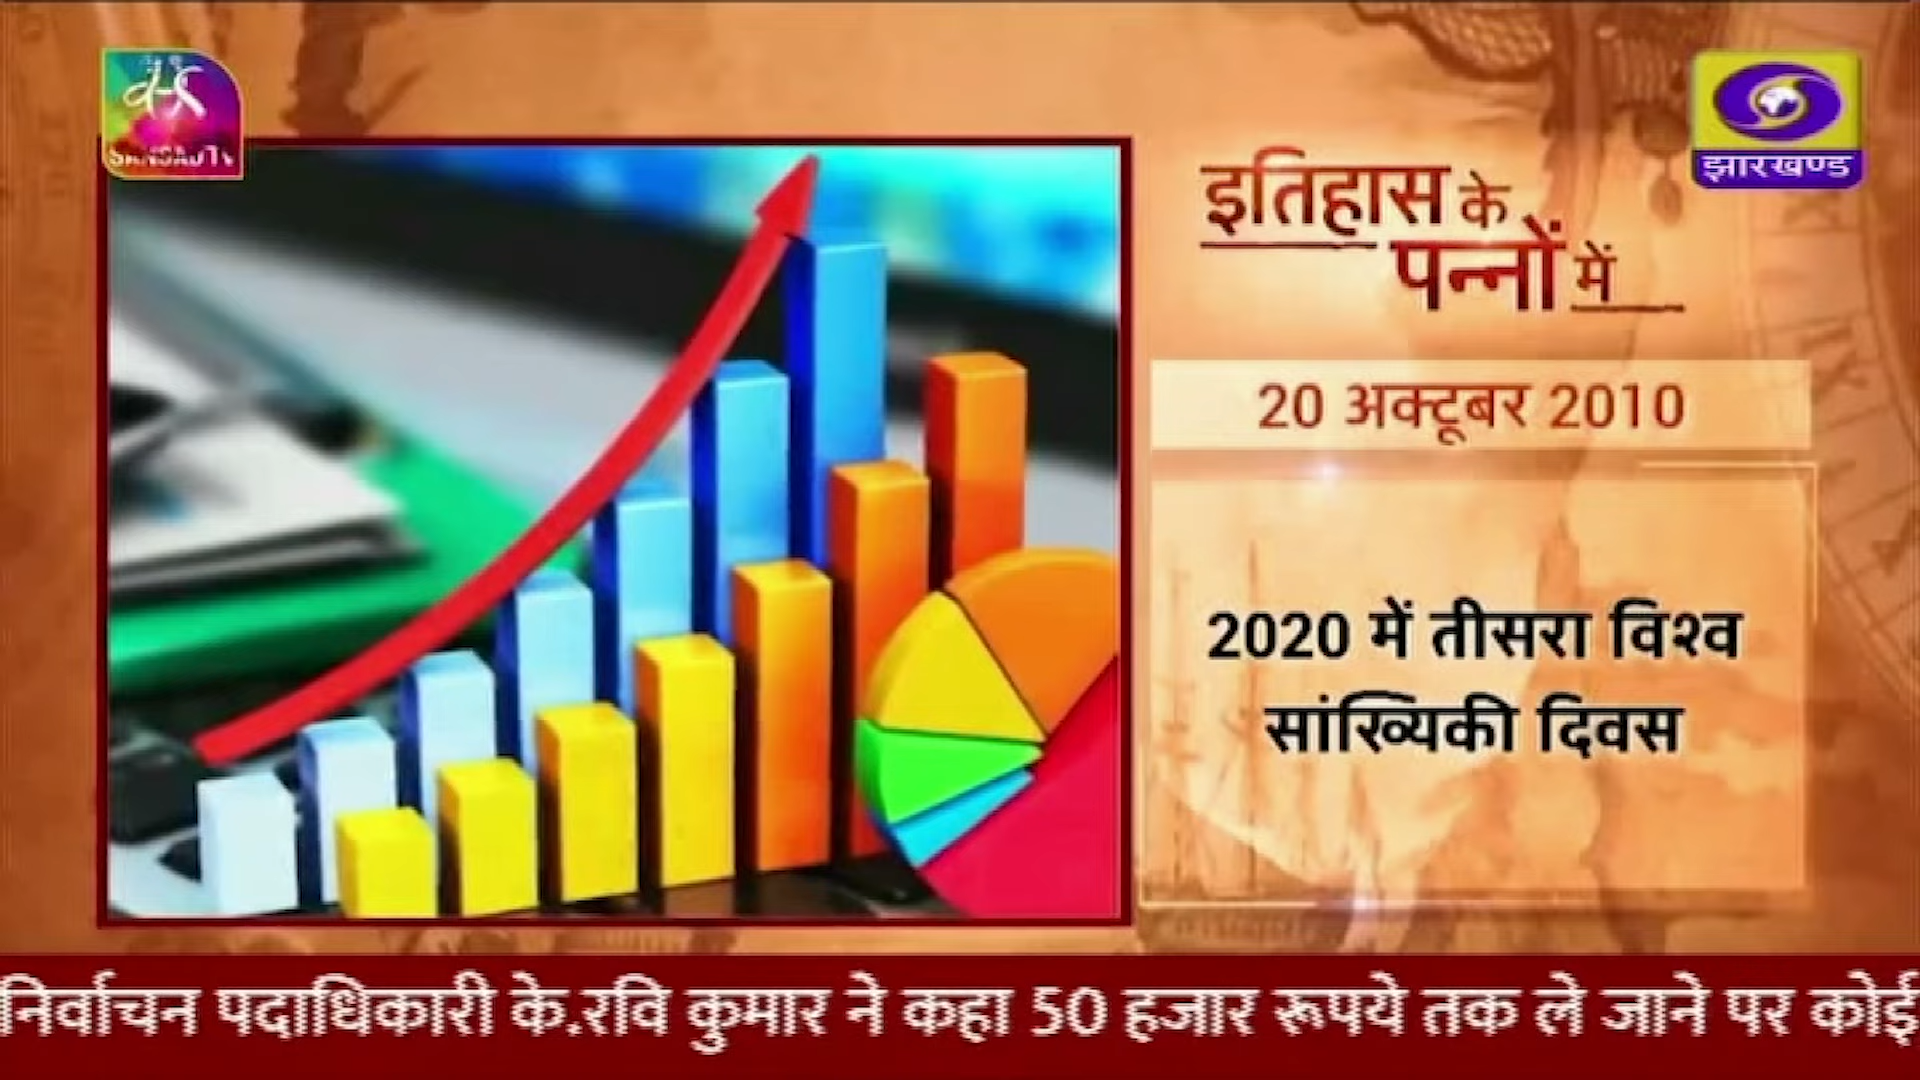 SANSAD TV
झारखण्ड
इतिहास के
पन्नों में
20 अक्टूबर 2010
2020 में तीसरा विश्व
सांख्यिकी दिवस
निर्वाचन पदाधिकारी के.रवि कुमार ने कहा 50 हजार रूपये तक ले जाने पर कोई